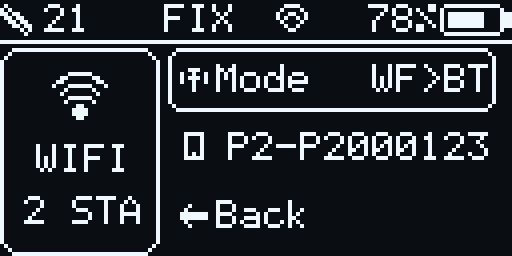 21 FIX 78%
Mode WF>BT
WIFI
P2-P2000123
2 STA
Back